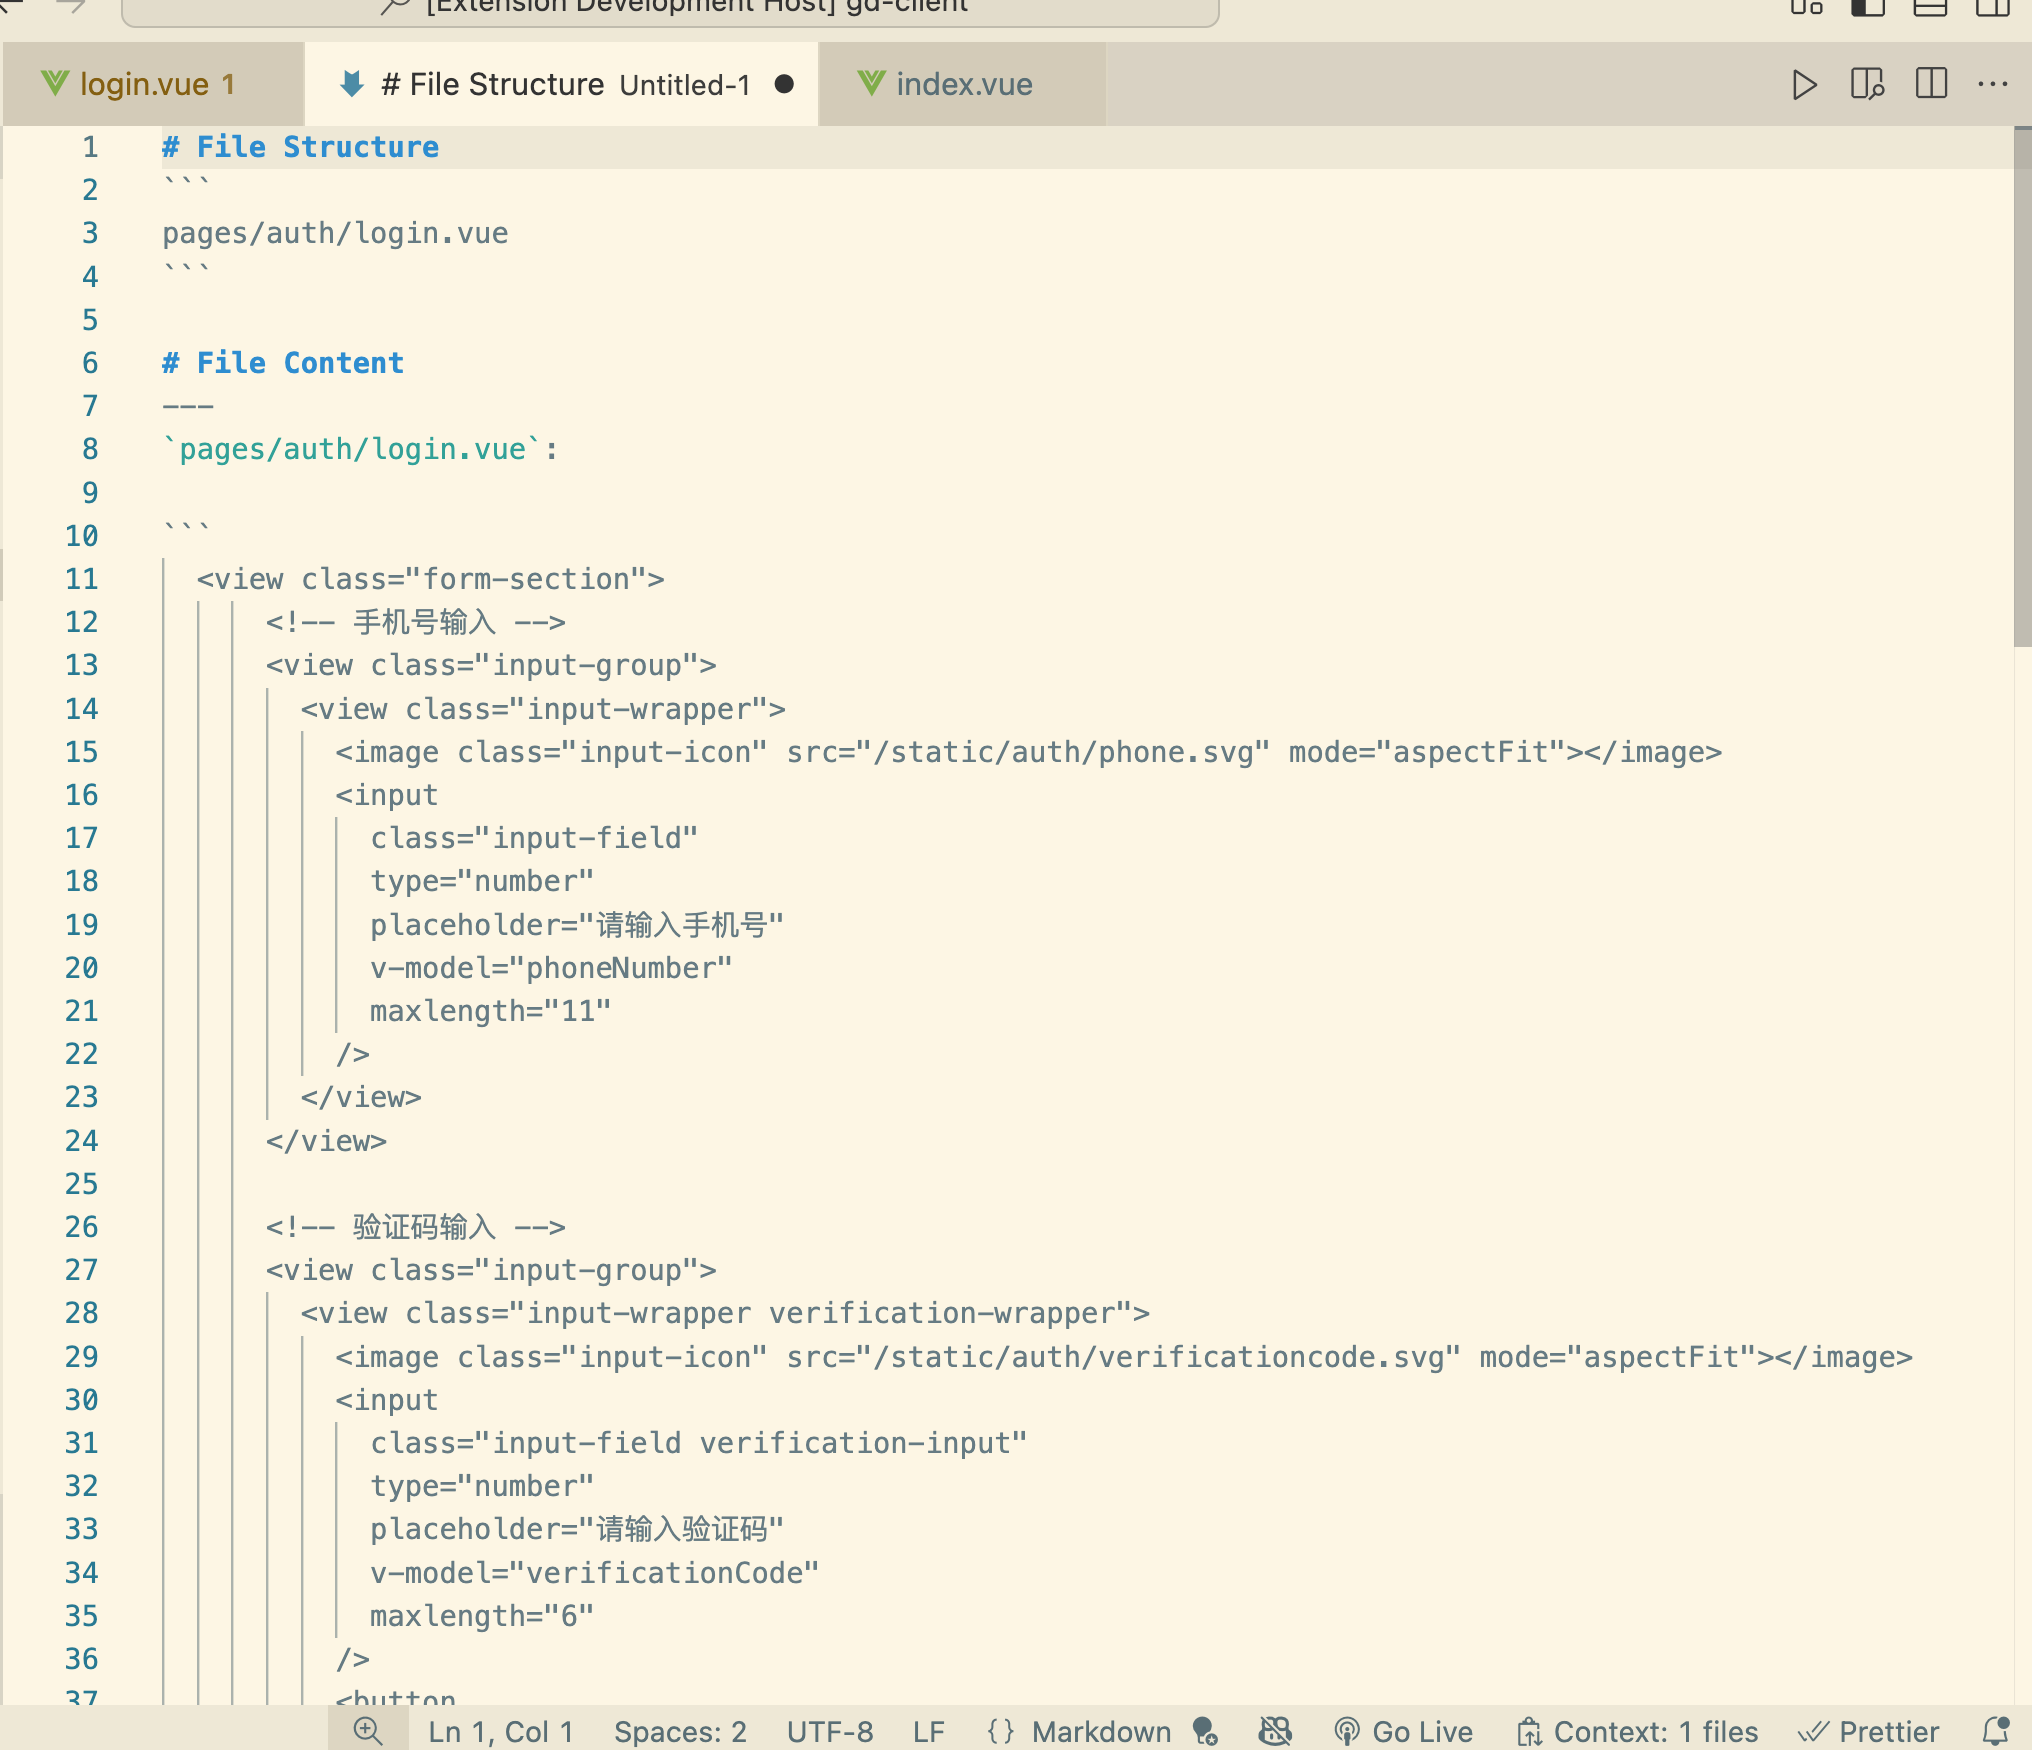 [Extension Development Host] gd-client
login.vue 1
# File Structure Untitled-1
index.vue
1 # File Structure
2 ```
3 pages/auth/login.vue
4 ```
5
6 # File Content
7 ---
8 `pages/auth/login.vue`:
9
10 ```
11 <view class="form-section">
12 <!-- 手机号输入 -->
13 <view class="input-group">
14 <view class="input-wrapper">
15 <image class="input-icon" src="/static/auth/phone.svg" mode="aspectFit"></image>
16 <input
17 class="input-field"
18 type="number"
19 placeholder="请输入手机号"
20 v-model="phoneNumber"
21 maxlength="11"
22 />
23 </view>
24 </view>
25
26 <!-- 验证码输入 -->
27 <view class="input-group">
28 <view class="input-wrapper verification-wrapper">
29 <image class="input-icon" src="/static/auth/verificationcode.svg" mode="aspectFit"></image>
30 <input
31 class="input-field verification-input"
32 type="number"
33 placeholder="请输入验证码"
34 v-model="verificationCode"
35 maxlength="6"
36 />
37 <button
Ln 1, Col 1 Spaces: 2 UTF-8 LF {} Markdown Go Live Context: 1 files Prettier